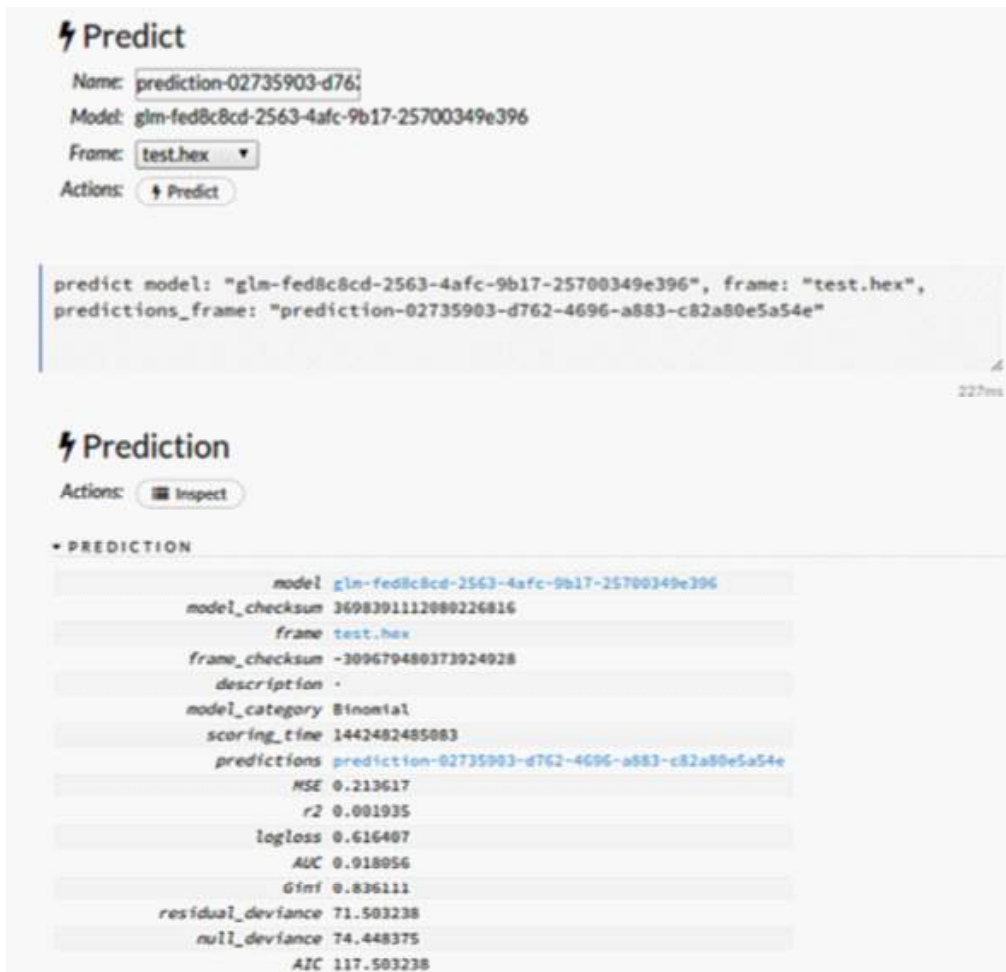 Predict
Name: prediction-02735903-d762
Model: glm-fed8c8cd-2563-4afc-9b17-25700349e396
Frame: test.hex
Actions: Predict
predict model: "glm-fed8c8cd-2563-4afc-9b17-25700349e396", frame: "test.hex",
predictions_frame: "prediction-02735903-d762-4696-a883-c82a80e5a54e"
227ms
Prediction
Actions: Inspect
PREDICTION
model glm-fed8c8cd-2563-4afc-9b17-25700349e396
model_checksum 3698391112080226816
frame test.hex
frame_checksum -309679480373924928
description -
model_category Binomial
scoring_time 1442482485083
predictions prediction-02735903-d762-4696-a883-c82a80e5a54e
MSE 0.213617
r2 0.001935
logloss 0.616407
AUC 0.918056
Gini 0.836111
residual_deviance 71.503238
null_deviance 74.448375
AIC 117.503238